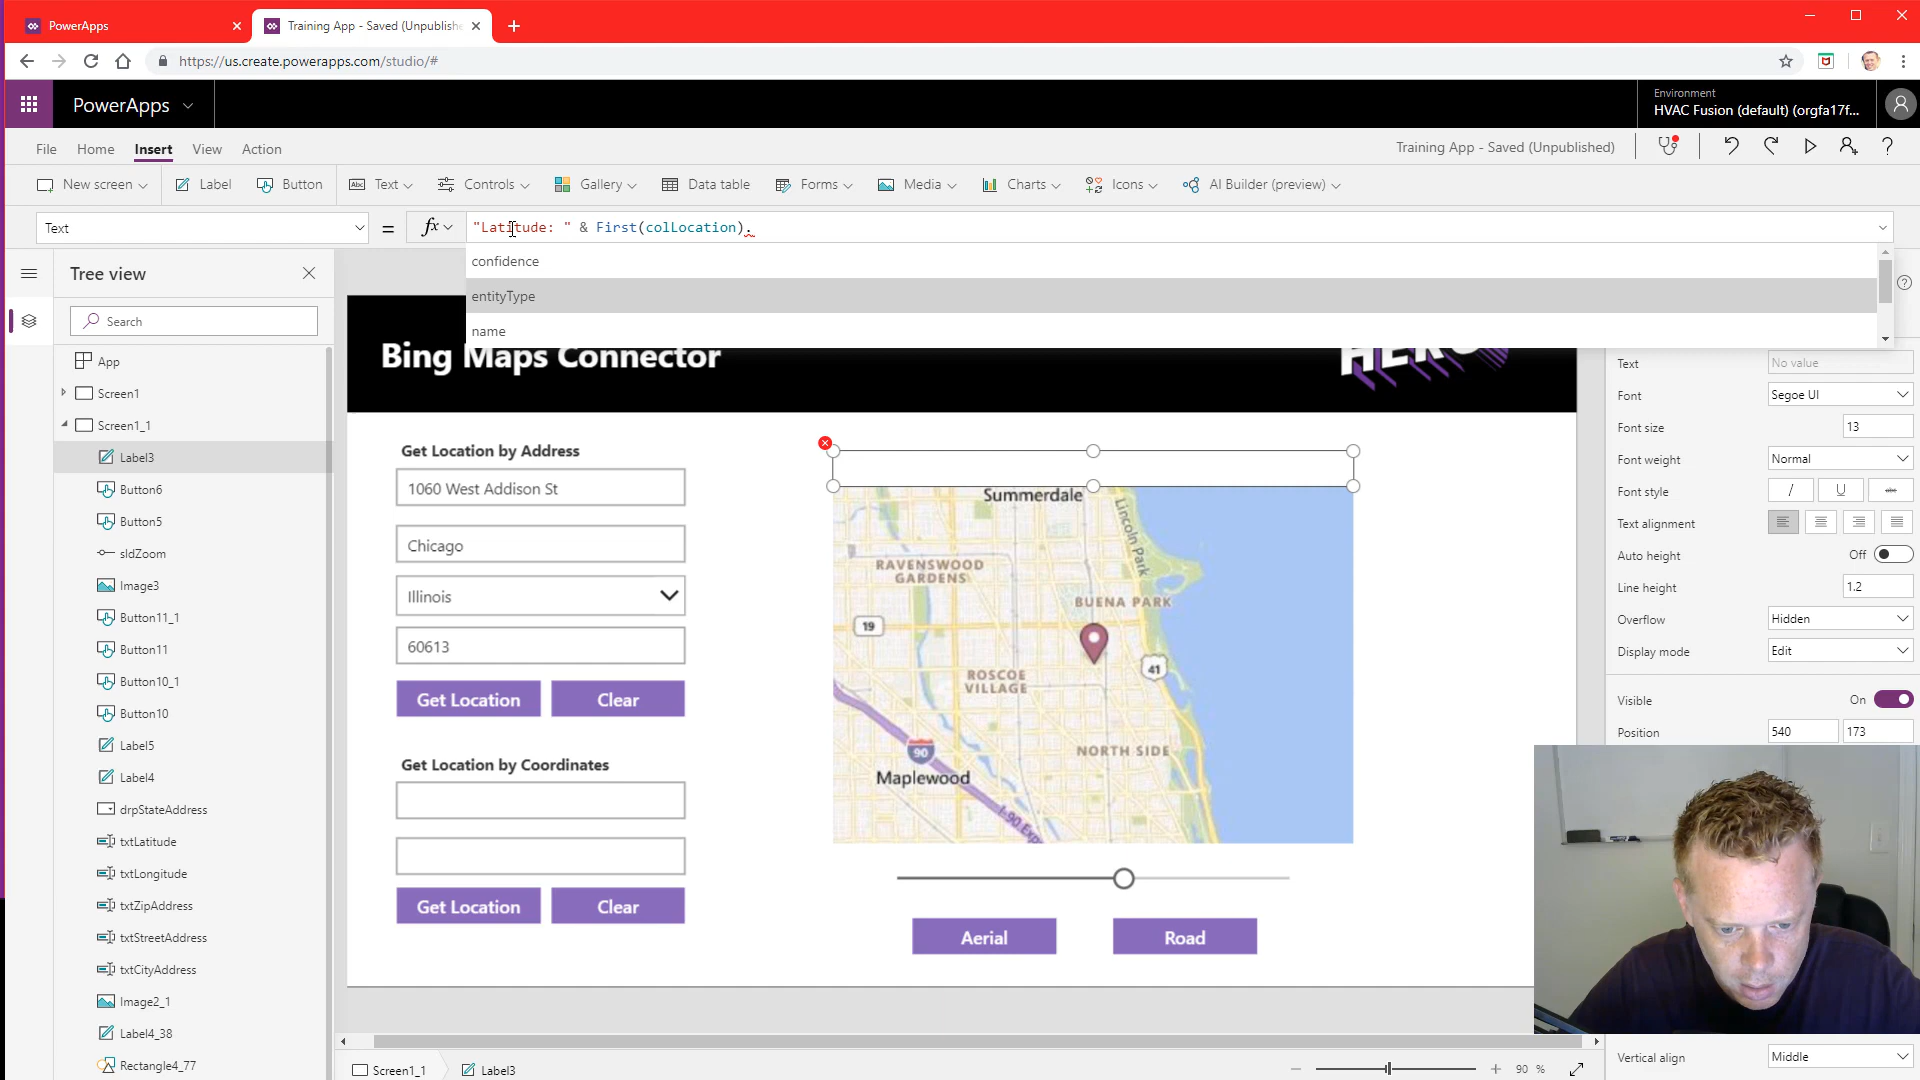 PowerApps
Training App - Saved (Unpublishe
https://us.create.powerapps.com/studio/#
PowerApps
Environment
HVAC Fusion (default) (orgfa17f...
File
Home
Insert
View
Action
Training App - Saved (Unpublished)
New screen
Label
Button
Text
Controls
Gallery
Data table
Forms
Media
Charts
Icons
AI Builder (preview)
Text
=
fx
"Latitude: " & First(colLocation).
confidence
entityType
name
Tree view
Search
App
Screen1
Screen1_1
Label3
Button6
Button5
sldZoom
Image3
Button11_1
Button11
Button10_1
Button10
Label5
Label4
drpStateAddress
txtLatitude
txtLongitude
txtZipAddress
txtStreetAddress
txtCityAddress
Image2_1
Label4_38
Rectangle4_77
Bing Maps Connector
HERO
Get Location by Address
1060 West Addison St
Chicago
Illinois
60613
Get Location
Clear
Get Location by Coordinates
Get Location
Clear
Summerdale
Lincoln Park
RAVENSWOOD
GARDENS
BUENA PARK
19
41
ROSCOE
VILLAGE
90
NORTH SIDE
Maplewood
I-90 Exp
Aerial
Road
Text
No value
Font
Segoe UI
Font size
13
Font weight
Normal
Font style
/
U
abc
Text alignment
Auto height
Off
Line height
1.2
Overflow
Hidden
Display mode
Edit
Visible
On
Position
540
173
Vertical align
Middle
Screen1_1
Label3
90 %